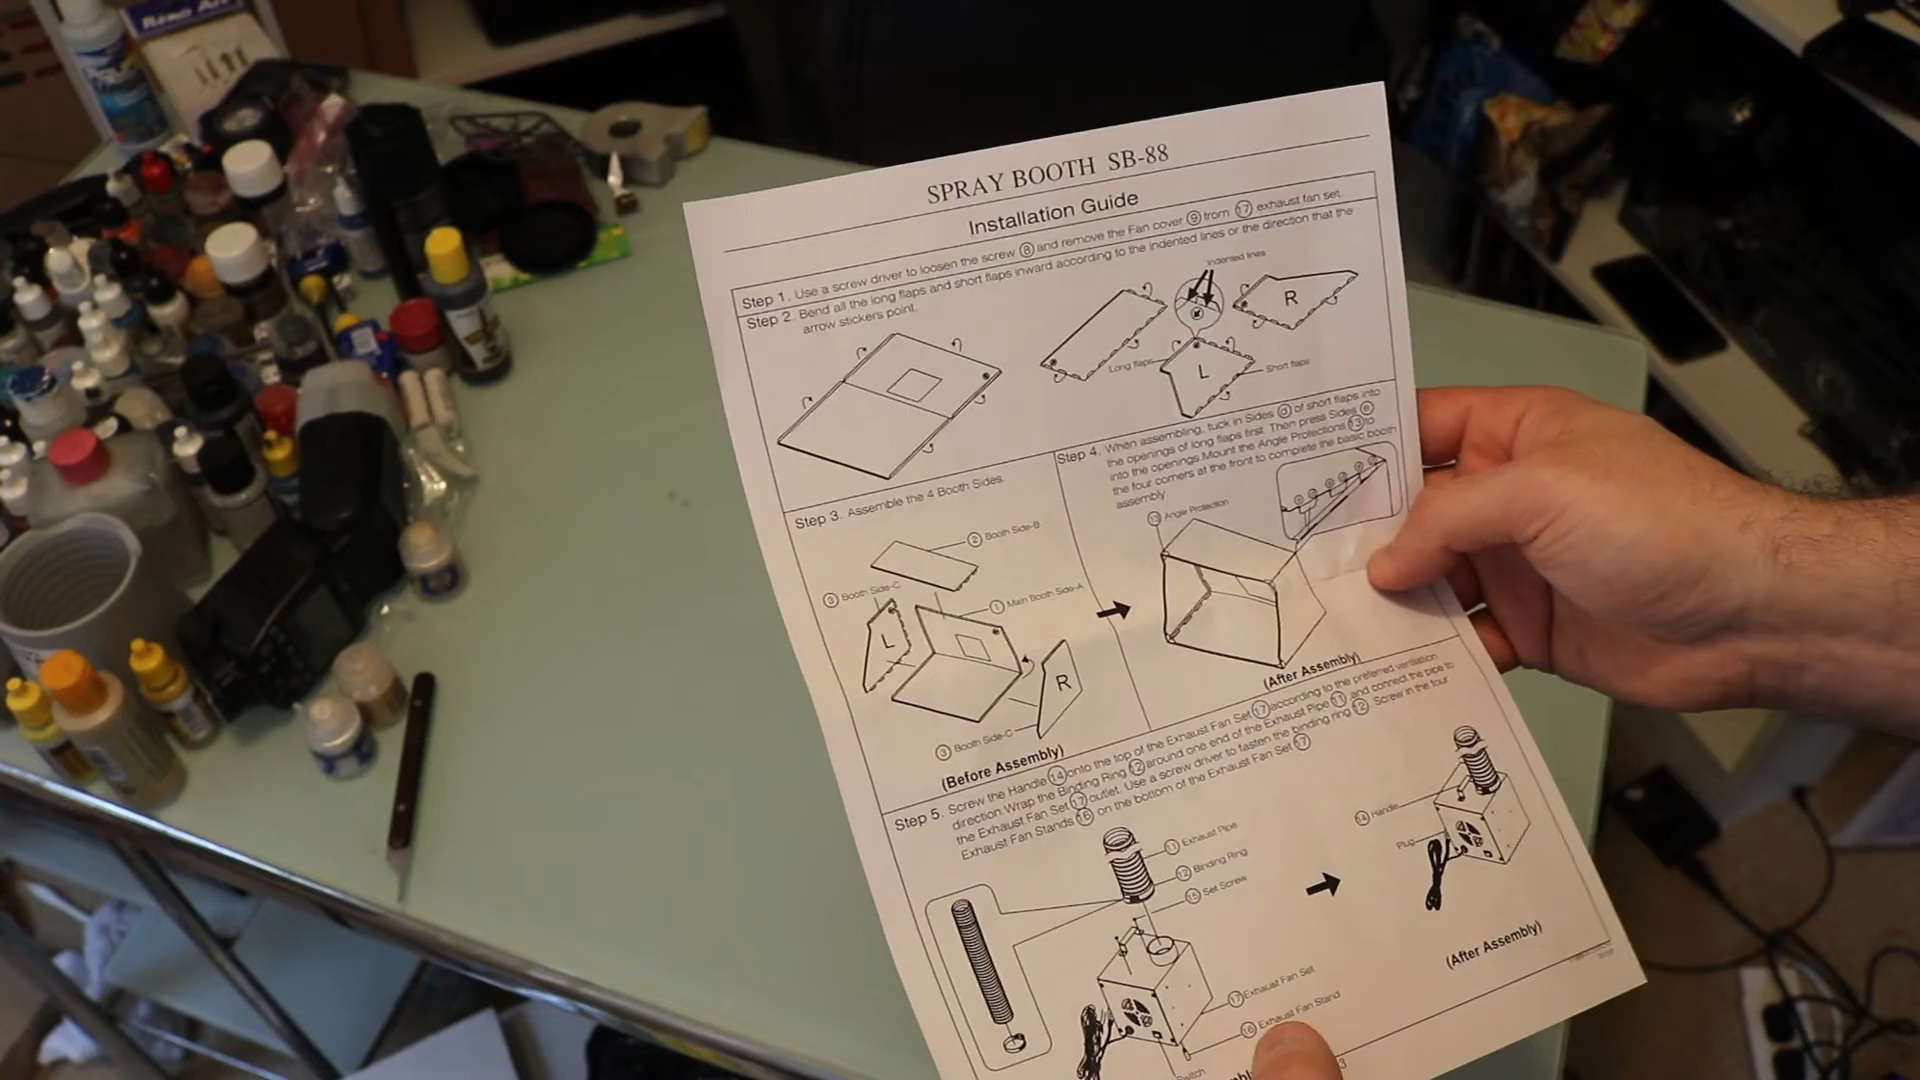 SPRAY BOOTH SB-88
Installation Guide
Step 1. Use a screw driver to loosen the screw ⑧ and remove the Fan cover ⑨ from ⑰ exhaust fan set.
Step 2. Bend all the long flaps and short flaps inward according to the indented lines or the direction that the
arrow stickers point.
Indented lines
R
Long flaps
L
Short flaps
Step 3. Assemble the 4 Booth Sides.
② Booth Side-B
③ Booth Side-C
① Main Booth Side-A
L
R
③ Booth Side-C
(Before Assembly)
Step 4. When assembling, tuck in Sides ⓓ of short flaps into
the openings of long flaps first. Then press Sides ⓔ
into the openings.Mount the Angle Protections ⑬ to
the four corners at the front to complete the basic booth
assembly
⑬ Angle Protection
(After Assembly)
Step 5. Screw the Handle ⑭ onto the top of the Exhaust Fan Set ⑰ according to the preferred ventilation
direction.Wrap the Binding Ring ⑫ around one end of the Exhaust Pipe ⑪ and connect the pipe to
the Exhaust Fan Set ⑰ outlet. Use a screw driver to fasten the binding ring ⑫. Screw in the four
Exhaust Fan Stands ⑯ on the bottom of the Exhaust Fan Set ⑰
⑪ Exhaust Pipe
⑫ Binding Ring
⑮ Set Screw
⑰ Exhaust Fan Set
⑯ Exhaust Fan Stand
Switch
⑭ Handle
Plug
(After Assembly)